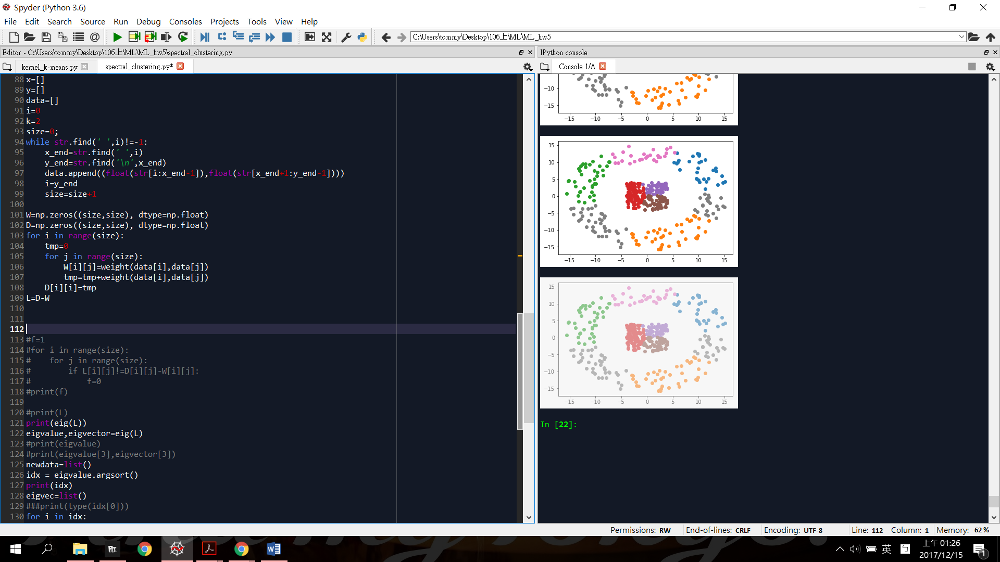 Spyder (Python 3.6)
File Edit Search Source Run Debug Consoles Projects Tools View Help
C:\Users\tommy\Desktop\106上\ML\ML_hw5
Editor - C:\Users\tommy\Desktop\106上\ML\ML_hw5\spectral_clustering.py
kernel_k-means.py spectral_clustering.py*
88 x=[]
89 y=[]
90 data=[]
91 i=0
92 k=2
93 size=0;
94 while str.find(' ',i)!=-1:
95     x_end=str.find(' ',i)
96     y_end=str.find('\n',x_end)
97     data.append((float(str[i:x_end-1]),float(str[x_end+1:y_end-1])))
98     i=y_end
99     size=size+1
100
101 W=np.zeros((size,size), dtype=np.float)
102 D=np.zeros((size,size), dtype=np.float)
103 for i in range(size):
104     tmp=0
105     for j in range(size):
106         W[i][j]=weight(data[i],data[j])
107         tmp=tmp+weight(data[i],data[j])
108     D[i][i]=tmp
109 L=D-W
110
111
112
113 #f=1
114 #for i in range(size):
115 #    for j in range(size):
116 #        if L[i][j]!=D[i][j]-W[i][j]:
117 #            f=0
118 #print(f)
119
120 #print(L)
121 print(eig(L))
122 eigvalue,eigvector=eig(L)
123 #print(eigvalue)
124 #print(eigvalue[3],eigvector[3])
125 newdata=list()
126 idx = eigvalue.argsort()
127 print(idx)
128 eigvec=list()
129 ###print(type(idx[0]))
130 for i in idx:
IPython console
Console 1/A
−10
−15
−15 −10 −5 0 5 10 15
15
10
5
0
−5
−10
−15
−15 −10 −5 0 5 10 15
15
10
5
0
−5
−10
−15
−15 −10 −5 0 5 10 15
In [22]:
Permissions: RW End-of-lines: CRLF Encoding: UTF-8 Line: 112 Column: 1 Memory: 62 %
英
上午 01:26
2017/12/15
1